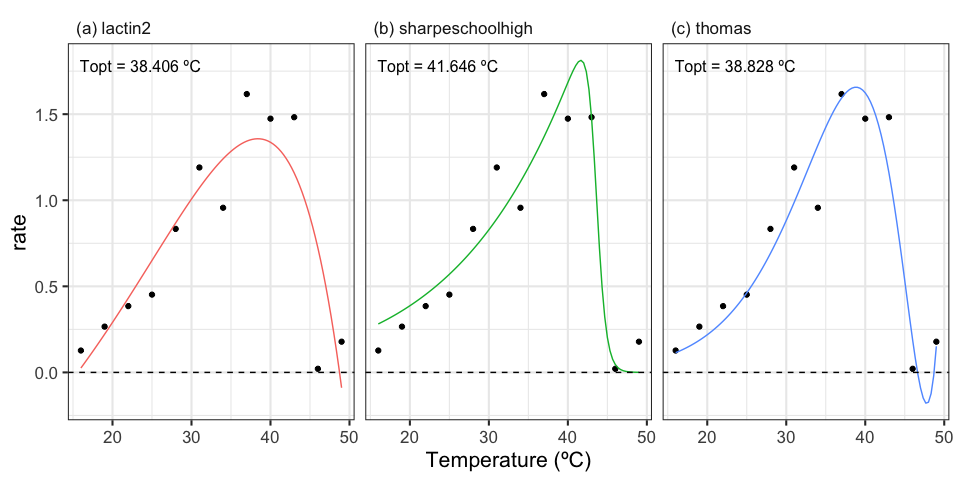 (a) lactin2
(b) sharpeschoolhigh
(c) thomas
Topt = 38.406 ºC
Topt = 41.646 ºC
Topt = 38.828 ºC
rate
1.5
1.0
0.5
0.0
20 30 40 50
20 30 40 50
20 30 40 50
Temperature (ºC)